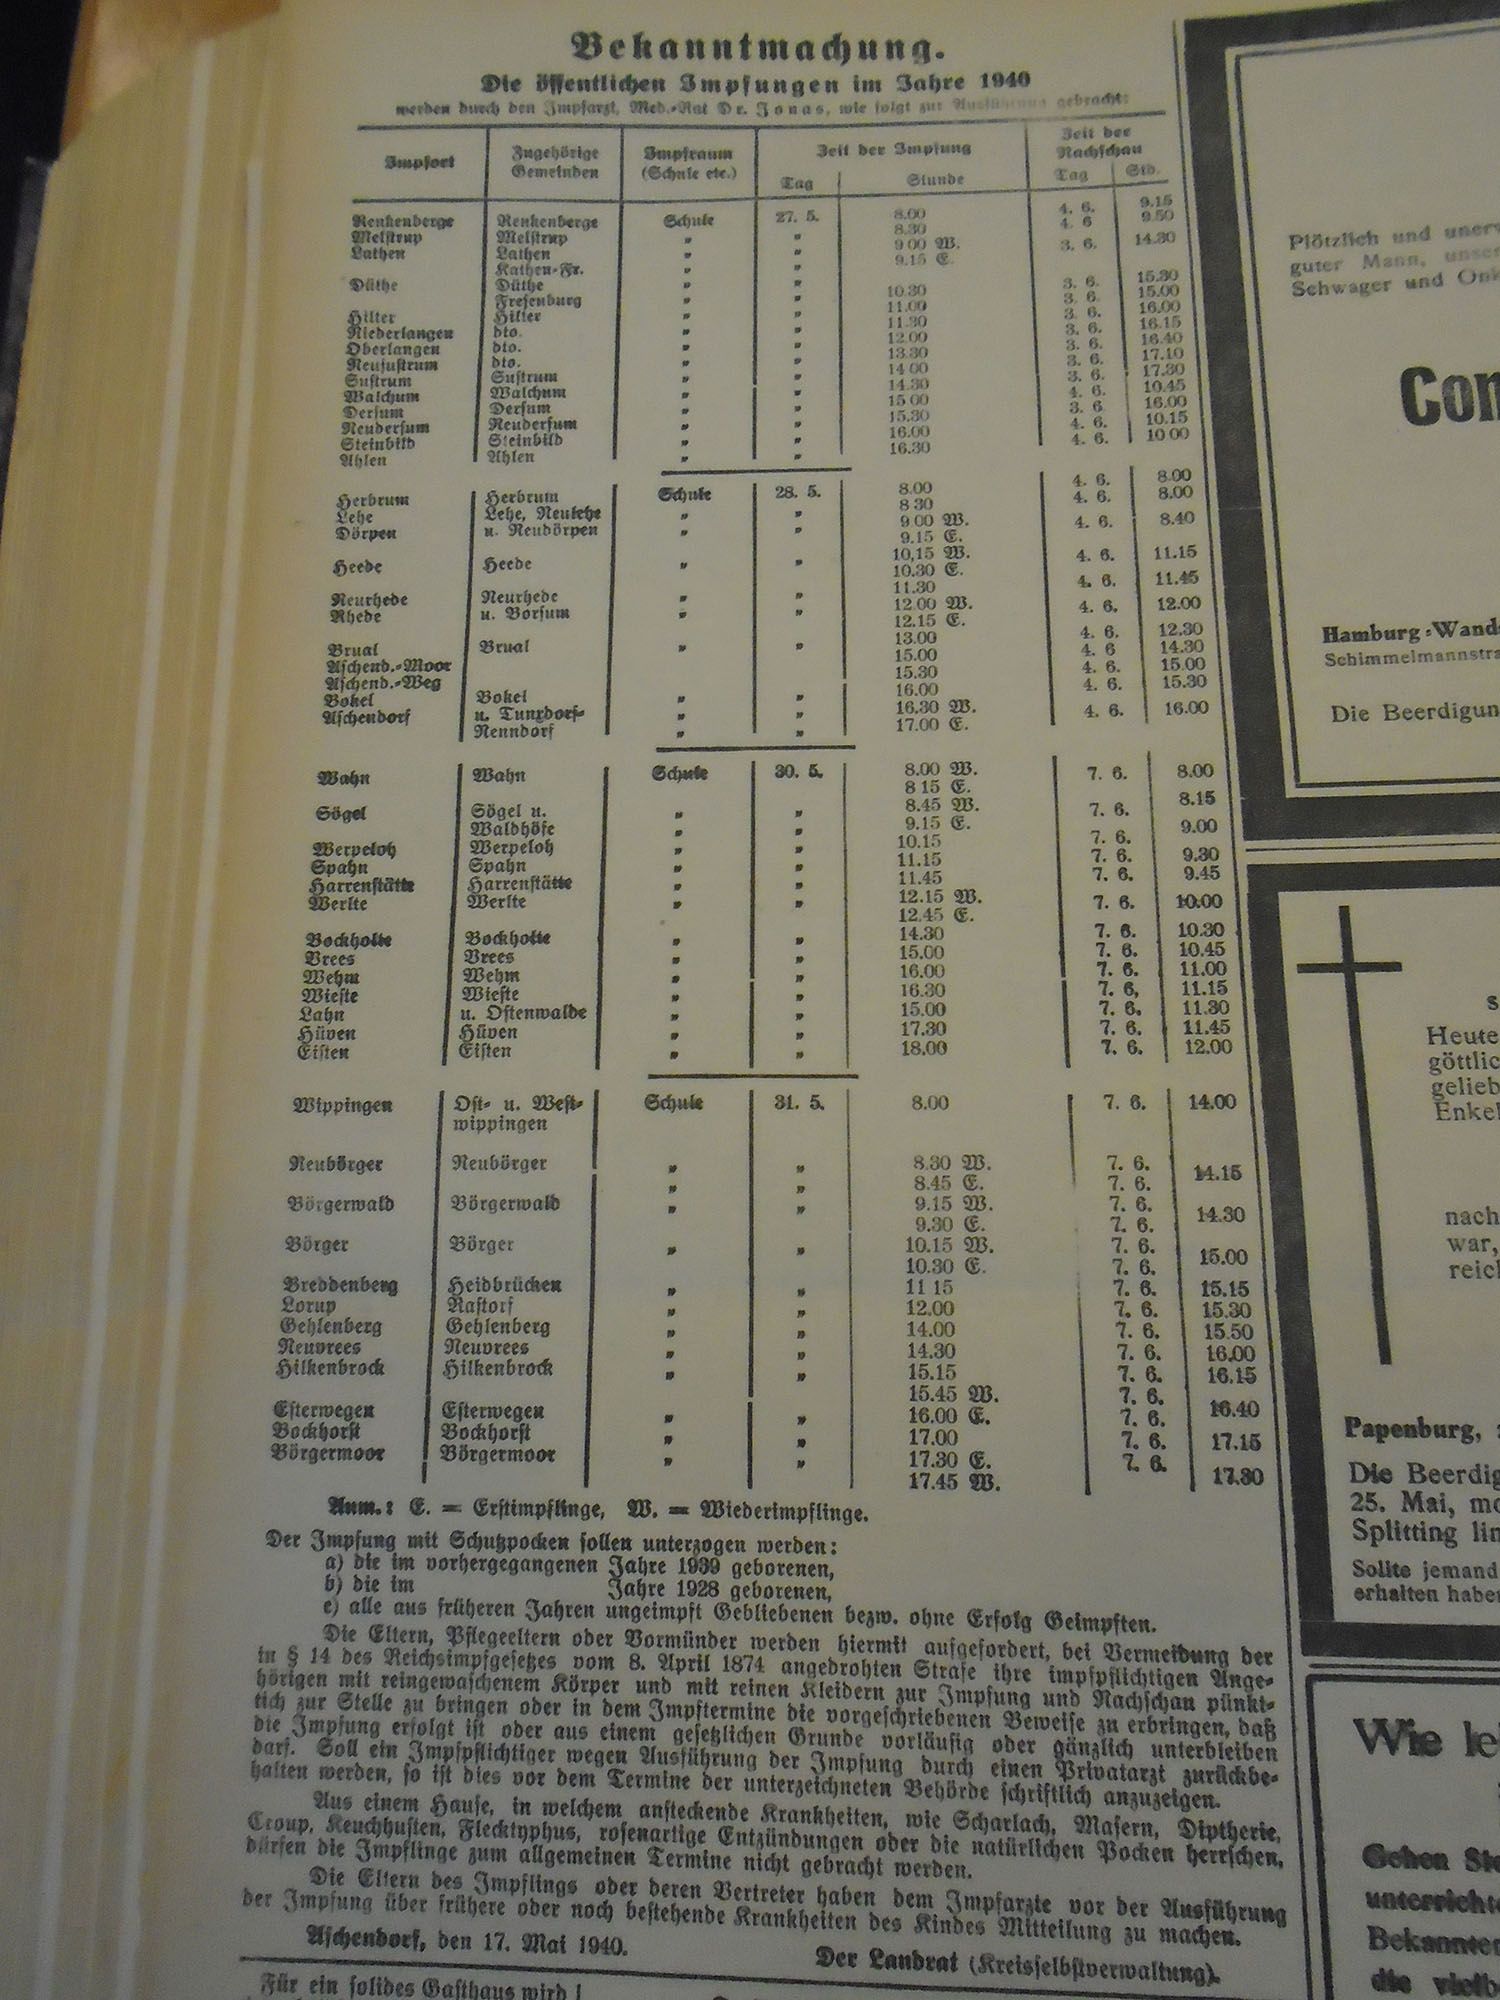 Bekanntmachung.
Die öffentlichen Impfungen im Jahre 1940
werden durch den Impfarzt, Med.-Rat Dr. Jonas, wie folgt zur Ausführung gebracht:
Impfort Zugehörige Gemeinden Impfraum (Schule etc.) Zeit der Impfung Tag Stunde Zeit der Nachschau Tag Std.
Renkenberge Renkenberge Schule 27. 5. 8.00 4. 6. 9.15
Melstrup Melstrup „ „ 8.30 4. 6 9.50
Lathen Lathen „ „ 9 00 W. 3. 6. 14.30
Kathen-Fr. „ „ 9.15 E.
Düthe Düthe „ „ 10.30 3. 6. 15.30
Fresenburg „ „ 11.00 3. 6. 15.00
Hilter Hilter „ „ 11.30 3. 6. 16.00
Niederlangen dto. „ „ 12.00 3. 6. 16.15
Oberlangen dto. „ „ 13.30 3. 6. 16.40
Neusustrum dto. „ „ 14 00 3. 6. 17.10
Sustrum Sustrum „ „ 14.30 3. 6. 17.30
Walchum Walchum „ „ 15 00 4. 6. 10.45
Dersum Dersum „ „ 15.30 3. 6 16.00
Neudersum Neudersum „ „ 16.00 4. 6. 10.15
Steinbild Steinbild „ „ 16.30 4. 6. 10 00
Ahlen Ahlen „ „
Herbrum Herbrum Schule 28. 5. 8.00 4. 6. 8.00
Lehe Lehe, Neulehe „ „ 8 30 4. 6. 8.00
Dörpen u. Neudörpen „ „ 9.00 W. 4. 6. 8.40
9.15 E.
Heede Heede „ „ 10,15 W. 4. 6. 11.15
10.30 E.
Neurhede Neurhede „ „ 11.30 4. 6. 11.45
Rhede u. Borsum „ „ 12.00 W. 4. 6. 12.00
12.15 E.
Brual Brual „ „ 13.00 4. 6. 12.30
Aschend.-Moor 15.00 4. 6 14.30
Aschend.-Weg 15.30 4. 6. 15.00
Bokel Bokel „ „ 16.00 4. 6. 15.30
Aschendorf u. Tunxdorf- „ „ 16.30 W. 4. 6. 16.00
Nenndorf „ „ 17.00 E.
Wahn Wahn Schule 30. 5. 8.00 W. 7. 6. 8.00
8 15 E.
Sögel Sögel u. „ „ 8.45 W. 7. 6. 8.15
Waldhöfe „ „ 9.15 E.
Werpeloh Werpeloh „ „ 10.15 7. 6. 9.00
Spahn Spahn „ „ 11.15 7. 6. 9.30
Harrenstätte Harrenstätte „ „ 11.45 7. 6. 9.45
Werlte Werlte „ „ 12.15 W. 7. 6. 10.00
12.45 E.
Bockholte Bockholte „ „ 14.30 7. 6. 10.30
Vrees Vrees „ „ 15.00 7. 6. 10.45
Wehm Wehm „ „ 16.00 7. 6. 11.00
Wieste Wieste „ „ 16.30 7. 6, 11.15
Lahn u. Ostenwalde „ „ 15.00 7. 6. 11.30
Hüven Hüven „ „ 17.30 7. 6. 11.45
Eisten Eisten „ „ 18.00 7. 6. 12.00
Wippingen Ost- u. West- Schule 31. 5. 8.00 7. 6. 14.00
wippingen
Neubörger Neubörger „ „ 8.30 W. 7. 6. 14.15
„ „ 8.45 E. 7. 6.
Börgerwald Börgerwald „ „ 9.15 W. 7. 6. 14.30
9.30 E. 7. 6.
Börger Börger „ „ 10.15 W. 7. 6. 15.00
10.30 E. 7. 6.
Breddenberg Heidbrücken „ „ 11 15 7. 6. 15.15
Lorup Rastorf „ „ 12.00 7. 6. 15.30
Gehlenberg Gehlenberg „ „ 14.00 7. 6. 15.50
Neuvrees Neuvrees „ „ 14.30 7. 6. 16.00
Hilkenbrock Hilkenbrock „ „ 15.15 7. 6. 16.15
15.45 W. 7. 6.
Esterwegen Esterwegen „ „ 16.00 E. 7. 6. 16.40
Bockhorst Bockhorst „ „ 17.00 7. 6. 17.15
Börgermoor Börgermoor „ „ 17.30 E. 7. 6. 17.30
17.45 W.
Anm.: E. = Erstimpflinge, W. = Wiederimpflinge.
Der Impfung mit Schutzpocken sollen unterzogen werden:
a) die im vorhergegangenen Jahre 1939 geborenen,
b) die im Jahre 1928 geborenen,
c) alle aus früheren Jahren ungeimpft Gebliebenen bezw. ohne Erfolg Geimpften.
Die Eltern, Pflegeeltern oder Vormünder werden hiermit aufgefordert, bei Vermeidung der
in § 14 des Reichsimpfgesetzes vom 8. April 1874 angedrohten Strafe ihre impfpflichtigen Ange-
hörigen mit reingewaschenem Körper und mit reinen Kleidern zur Impfung und Nachschau pünkt-
lich zur Stelle zu bringen oder in dem Impftermine die vorgeschriebenen Beweise zu erbringen, daß
die Impfung erfolgt ist oder aus einem gesetzlichen Grunde vorläufig oder gänzlich unterbleiben
darf. Soll ein Impfpflichtiger wegen Ausführung der Impfung durch einen Privatarzt zurückbe-
halten werden, so ist dies vor dem Termine der unterzeichneten Behörde schriftlich anzuzeigen.
Aus einem Hause, in welchem ansteckende Krankheiten, wie Scharlach, Masern, Diptherie,
Croup, Keuchhusten, Flecktyphus, rosenartige Entzündungen oder die natürlichen Pocken herrschen,
dürfen die Impflinge zum allgemeinen Termine nicht gebracht werden.
Die Eltern des Impflings oder deren Vertreter haben dem Impfarzte vor der Ausführung
der Impfung über frühere oder noch bestehende Krankheiten des Kindes Mitteilung zu machen.
Aschendorf, den 17. Mai 1940.
Der Landrat (Kreisselbstverwaltung).
Für ein solides Gasthaus wird
Plötzlich und uner
guter Mann, unser
Schwager und Onk
Con
Hamburg-Wands
Schimmelmannstra
Die Beerdigun
s
Heute
göttlic
gelieb
Enkel
nach
war,
reich
Papenburg,
Die Beerdig
25. Mai, mo
Splitting lin
Sollte jemand
erhalten habe
Wie le
Gehen Sie
unterrichte
Bekannten
die vielb